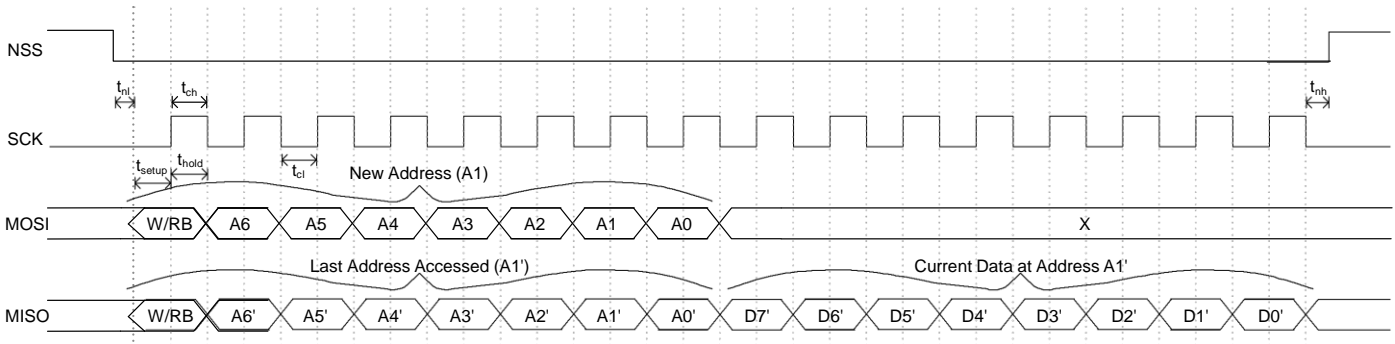 NSS
tnl tch tnh
SCK
tsetup thold tcl
New Address (A1)
MOSI W/RB A6 A5 A4 A3 A2 A1 A0 X
Last Address Accessed (A1') Current Data at Address A1'
MISO W/RB A6' A5' A4' A3' A2' A1' A0' D7' D6' D5' D4' D3' D2' D1' D0'